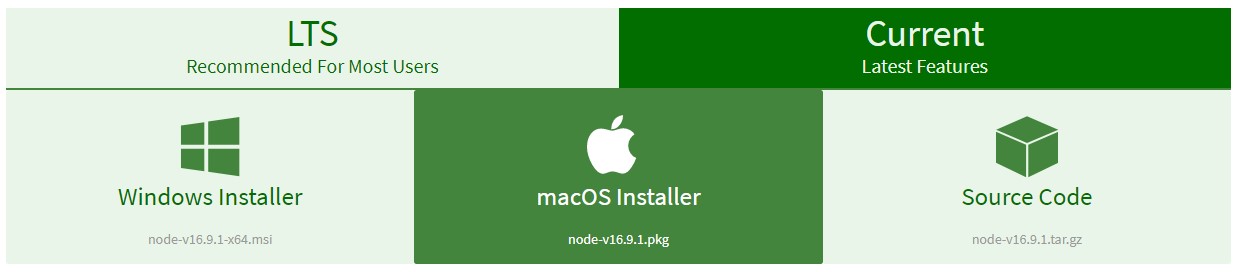 LTS
Recommended For Most Users
Current
Latest Features
Windows Installer
node-v16.9.1-x64.msi
macOS Installer
node-v16.9.1.pkg
Source Code
node-v16.9.1.tar.gz